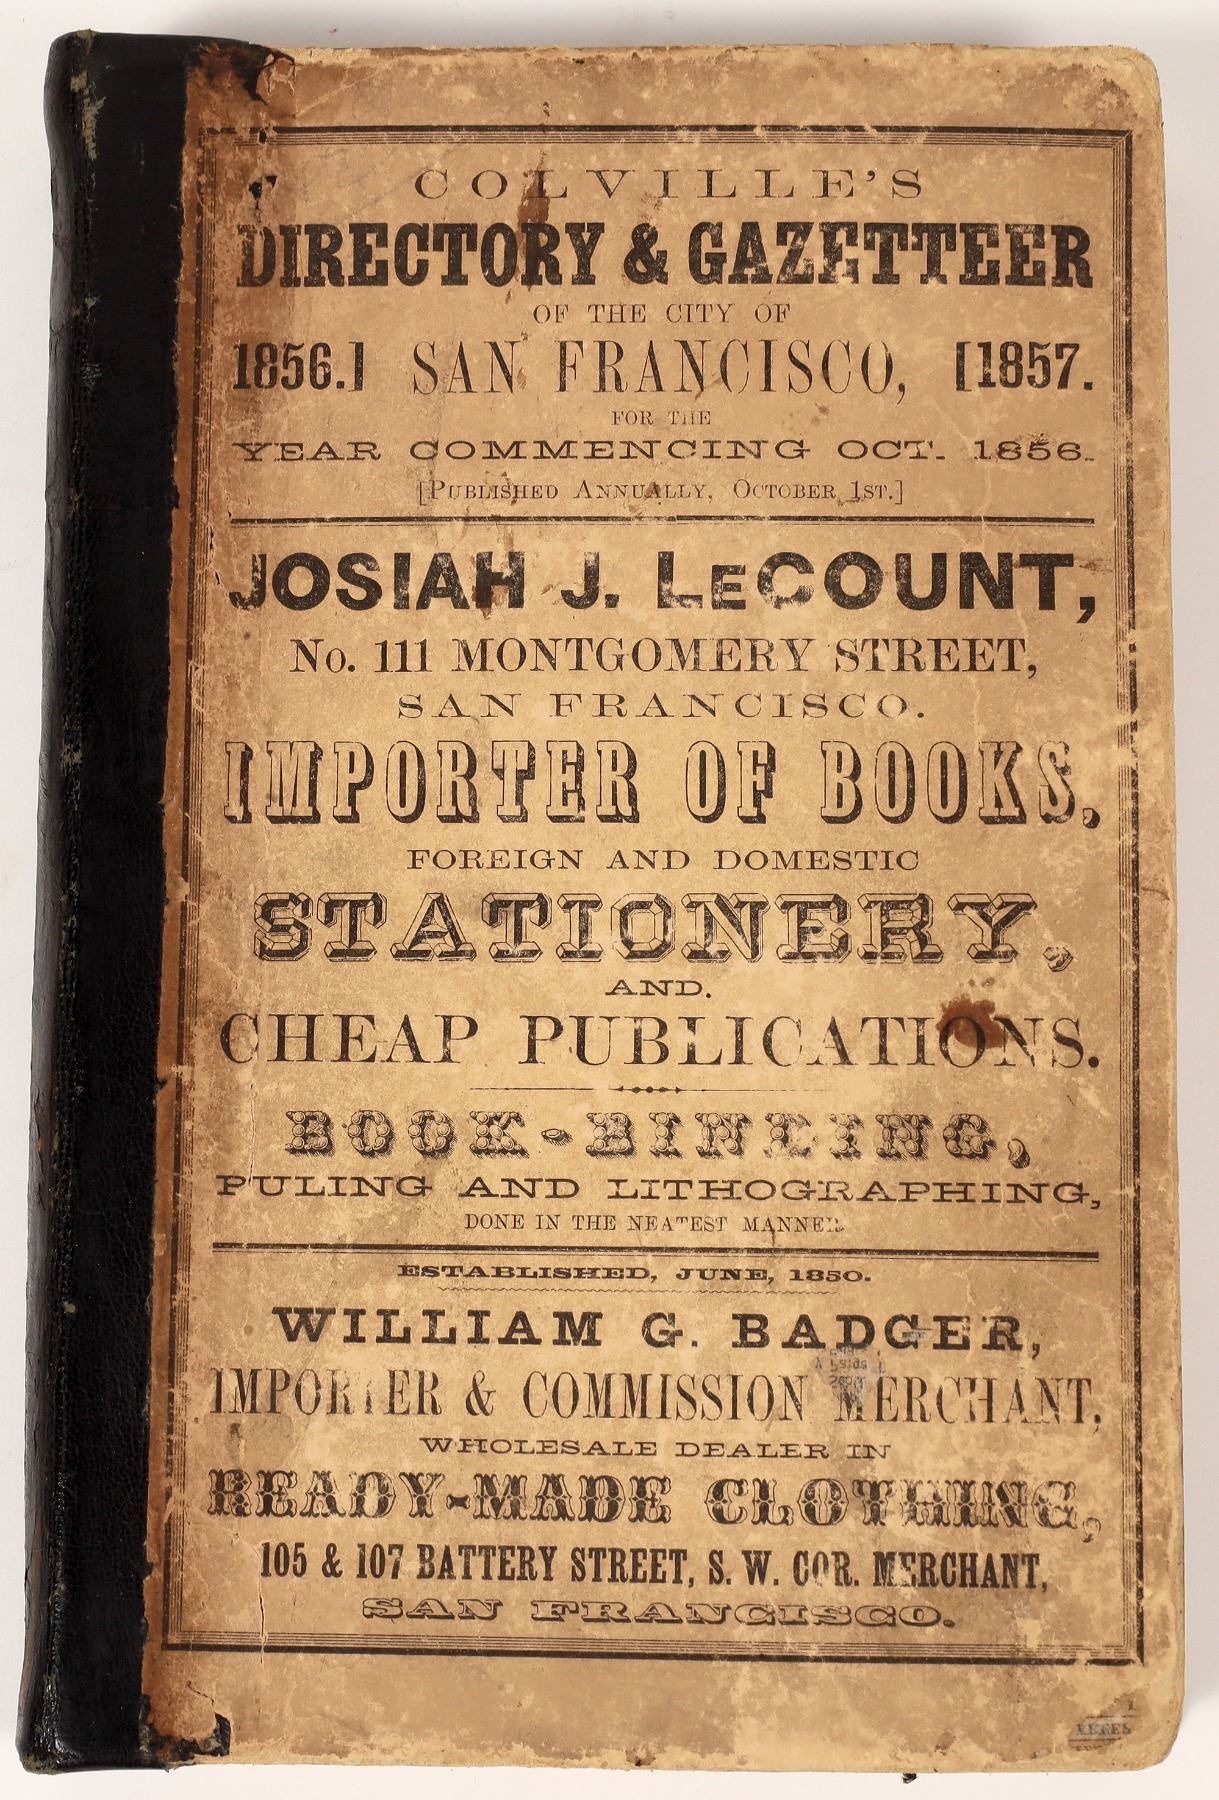 COLVILLE'S
DIRECTORY & GAZETTEER
OF THE CITY OF
1856.] SAN FRANCISCO, [1857.
FOR THE
YEAR COMMENCING OCT. 1856.
[PUBLISHED ANNUALLY, OCTOBER 1ST.]
JOSIAH J. LECOUNT,
No. 111 MONTGOMERY STREET,
SAN FRANCISCO.
IMPORTER OF BOOKS,
FOREIGN AND DOMESTIC
STATIONERY,
AND.
CHEAP PUBLICATIONS.
BOOK-BINDING,
PULING AND LITHOGRAPHING,
DONE IN THE NEATEST MANNER.
ESTABLISHED, JUNE, 1850.
WILLIAM G. BADGER,
IMPORTER & COMMISSION MERCHANT,
WHOLESALE DEALER IN
READY-MADE CLOTHING,
105 & 107 BATTERY STREET, S. W. COR. MERCHANT,
SAN FRANCISCO.